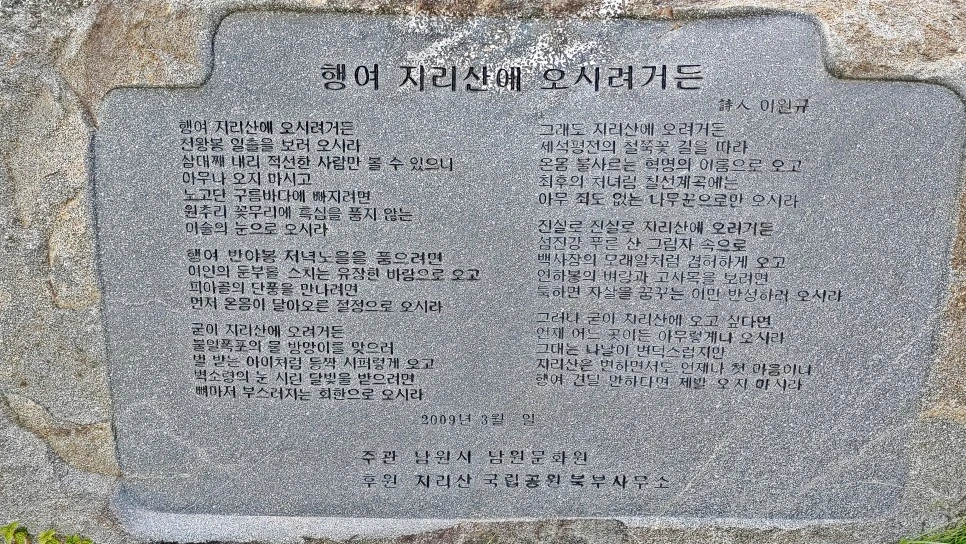 행여 지리산에 오시려거든
詩人 이원규
행여 지리산에 오시려거든
천왕봉 일출을 보러 오시라
삼대째 내리 적선한 사람만 볼 수 있으니
아무나 오지 마시고
노고단 구름바다에 빠지려면
원추리 꽃무리에 흑심을 품지 않는
이슬의 눈으로 오시라
행여 반야봉 저녁노을을 품으려면
여인의 둔부를 스치는 유장한 바람으로 오고
피아골의 단풍을 만나려면
먼저 온몸이 달아오른 절정으로 오시라
굳이 지리산에 오려거든
불일폭포의 물 방망이를 맞으러
벌 받는 아이처럼 등짝 시퍼렇게 오고
벽소령의 눈 시린 달빛을 받으려면
뼈마저 부스러지는 회한으로 오시라
그래도 지리산에 오려거든
세석평전의 철쭉꽃 길을 따라
온몸 불사르는 혁명의 이름으로 오고
최후의 처녀림 칠선계곡에는
아무 죄도 없는 나무꾼으로만 오시라
진실로 진실로 지리산에 오려거든
섬진강 푸른 산 그림자 속으로
백사장의 모래알처럼 겸허하게 오고
연하봉의 벼랑과 고사목을 보려면
툭하면 자살을 꿈꾸는 이만 반성하러 오시라
그러나 굳이 지리산에 오고 싶다면
언제 어느 곳이든 아무렇게나 오시라
그대는 나날이 변덕스럽지만
지리산은 변하면서도 언제나 첫 마음이니
행여 견딜 만하다면 제발 오지 마시라
2009년 3월 일
주관 남원시 남원문화원
후원 지리산 국립공원북부사무소